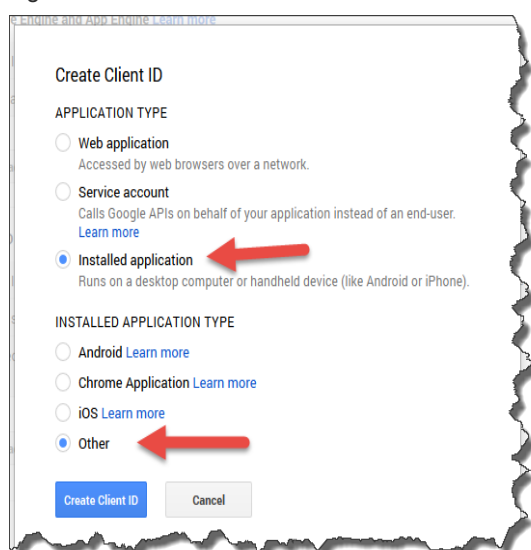 e Engine and App Engine Learn more
Create Client ID
APPLICATION TYPE
Web application
Accessed by web browsers over a network.
Service account
Calls Google APIs on behalf of your application instead of an end-user.
Learn more
Installed application
Runs on a desktop computer or handheld device (like Android or iPhone).
INSTALLED APPLICATION TYPE
Android Learn more
Chrome Application Learn more
iOS Learn more
Other
Create Client ID Cancel